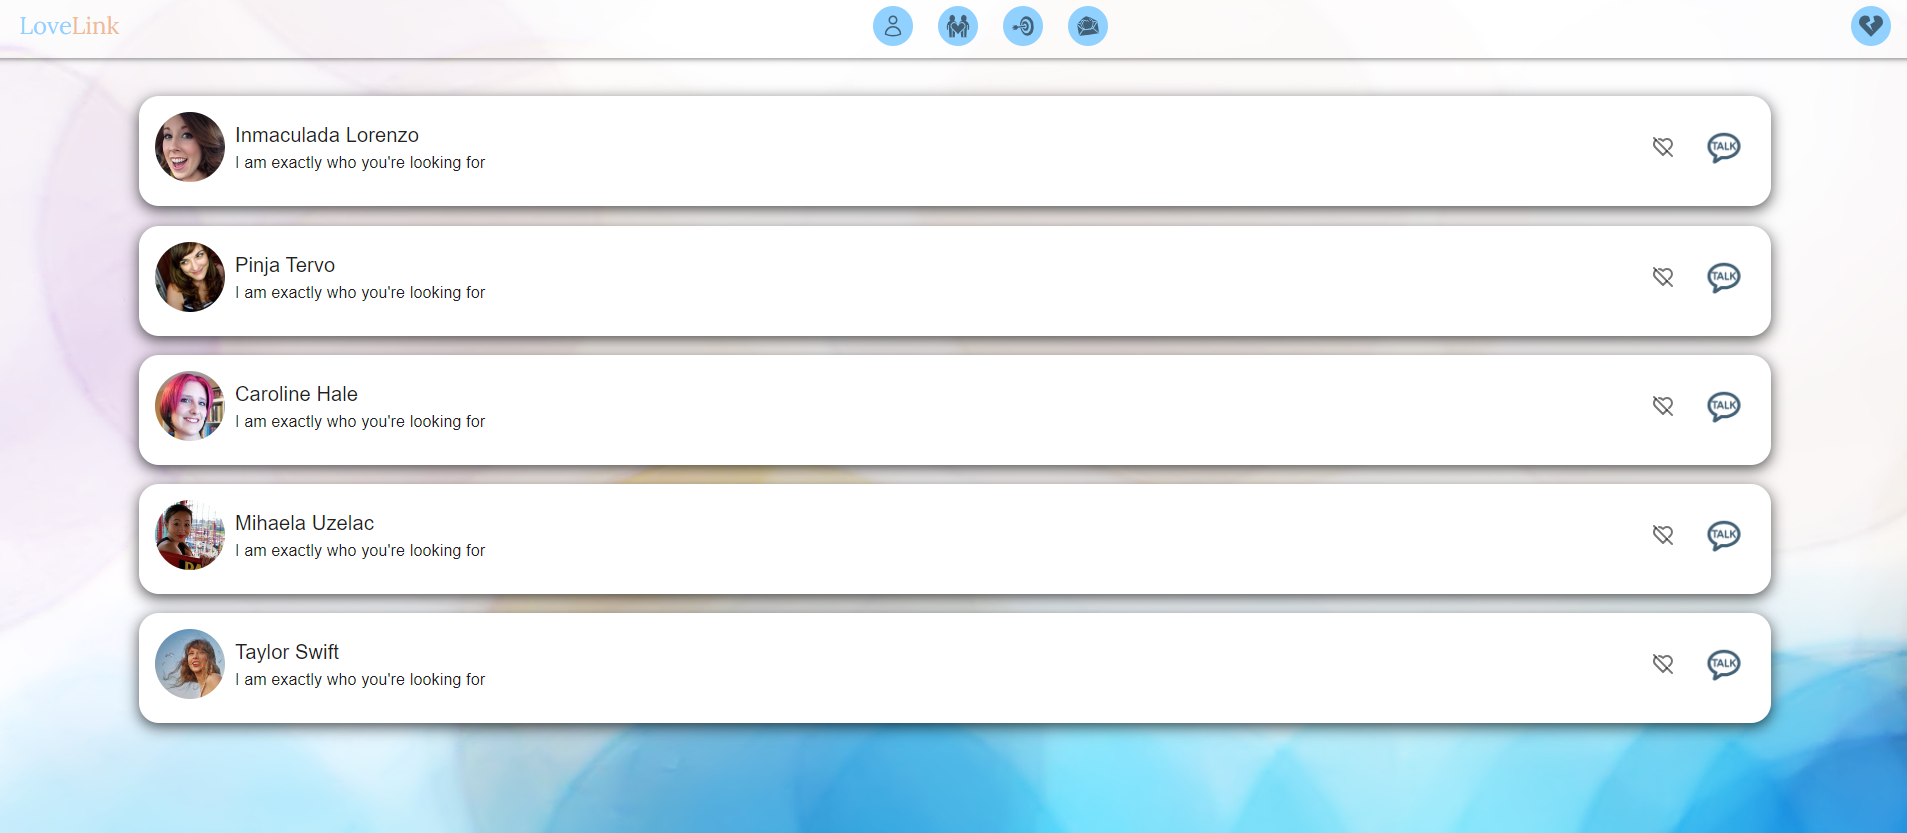 LoveLink
Inmaculada Lorenzo
I am exactly who you're looking for
TALK
Pinja Tervo
I am exactly who you're looking for
TALK
Caroline Hale
I am exactly who you're looking for
TALK
Mihaela Uzelac
I am exactly who you're looking for
TALK
Taylor Swift
I am exactly who you're looking for
TALK